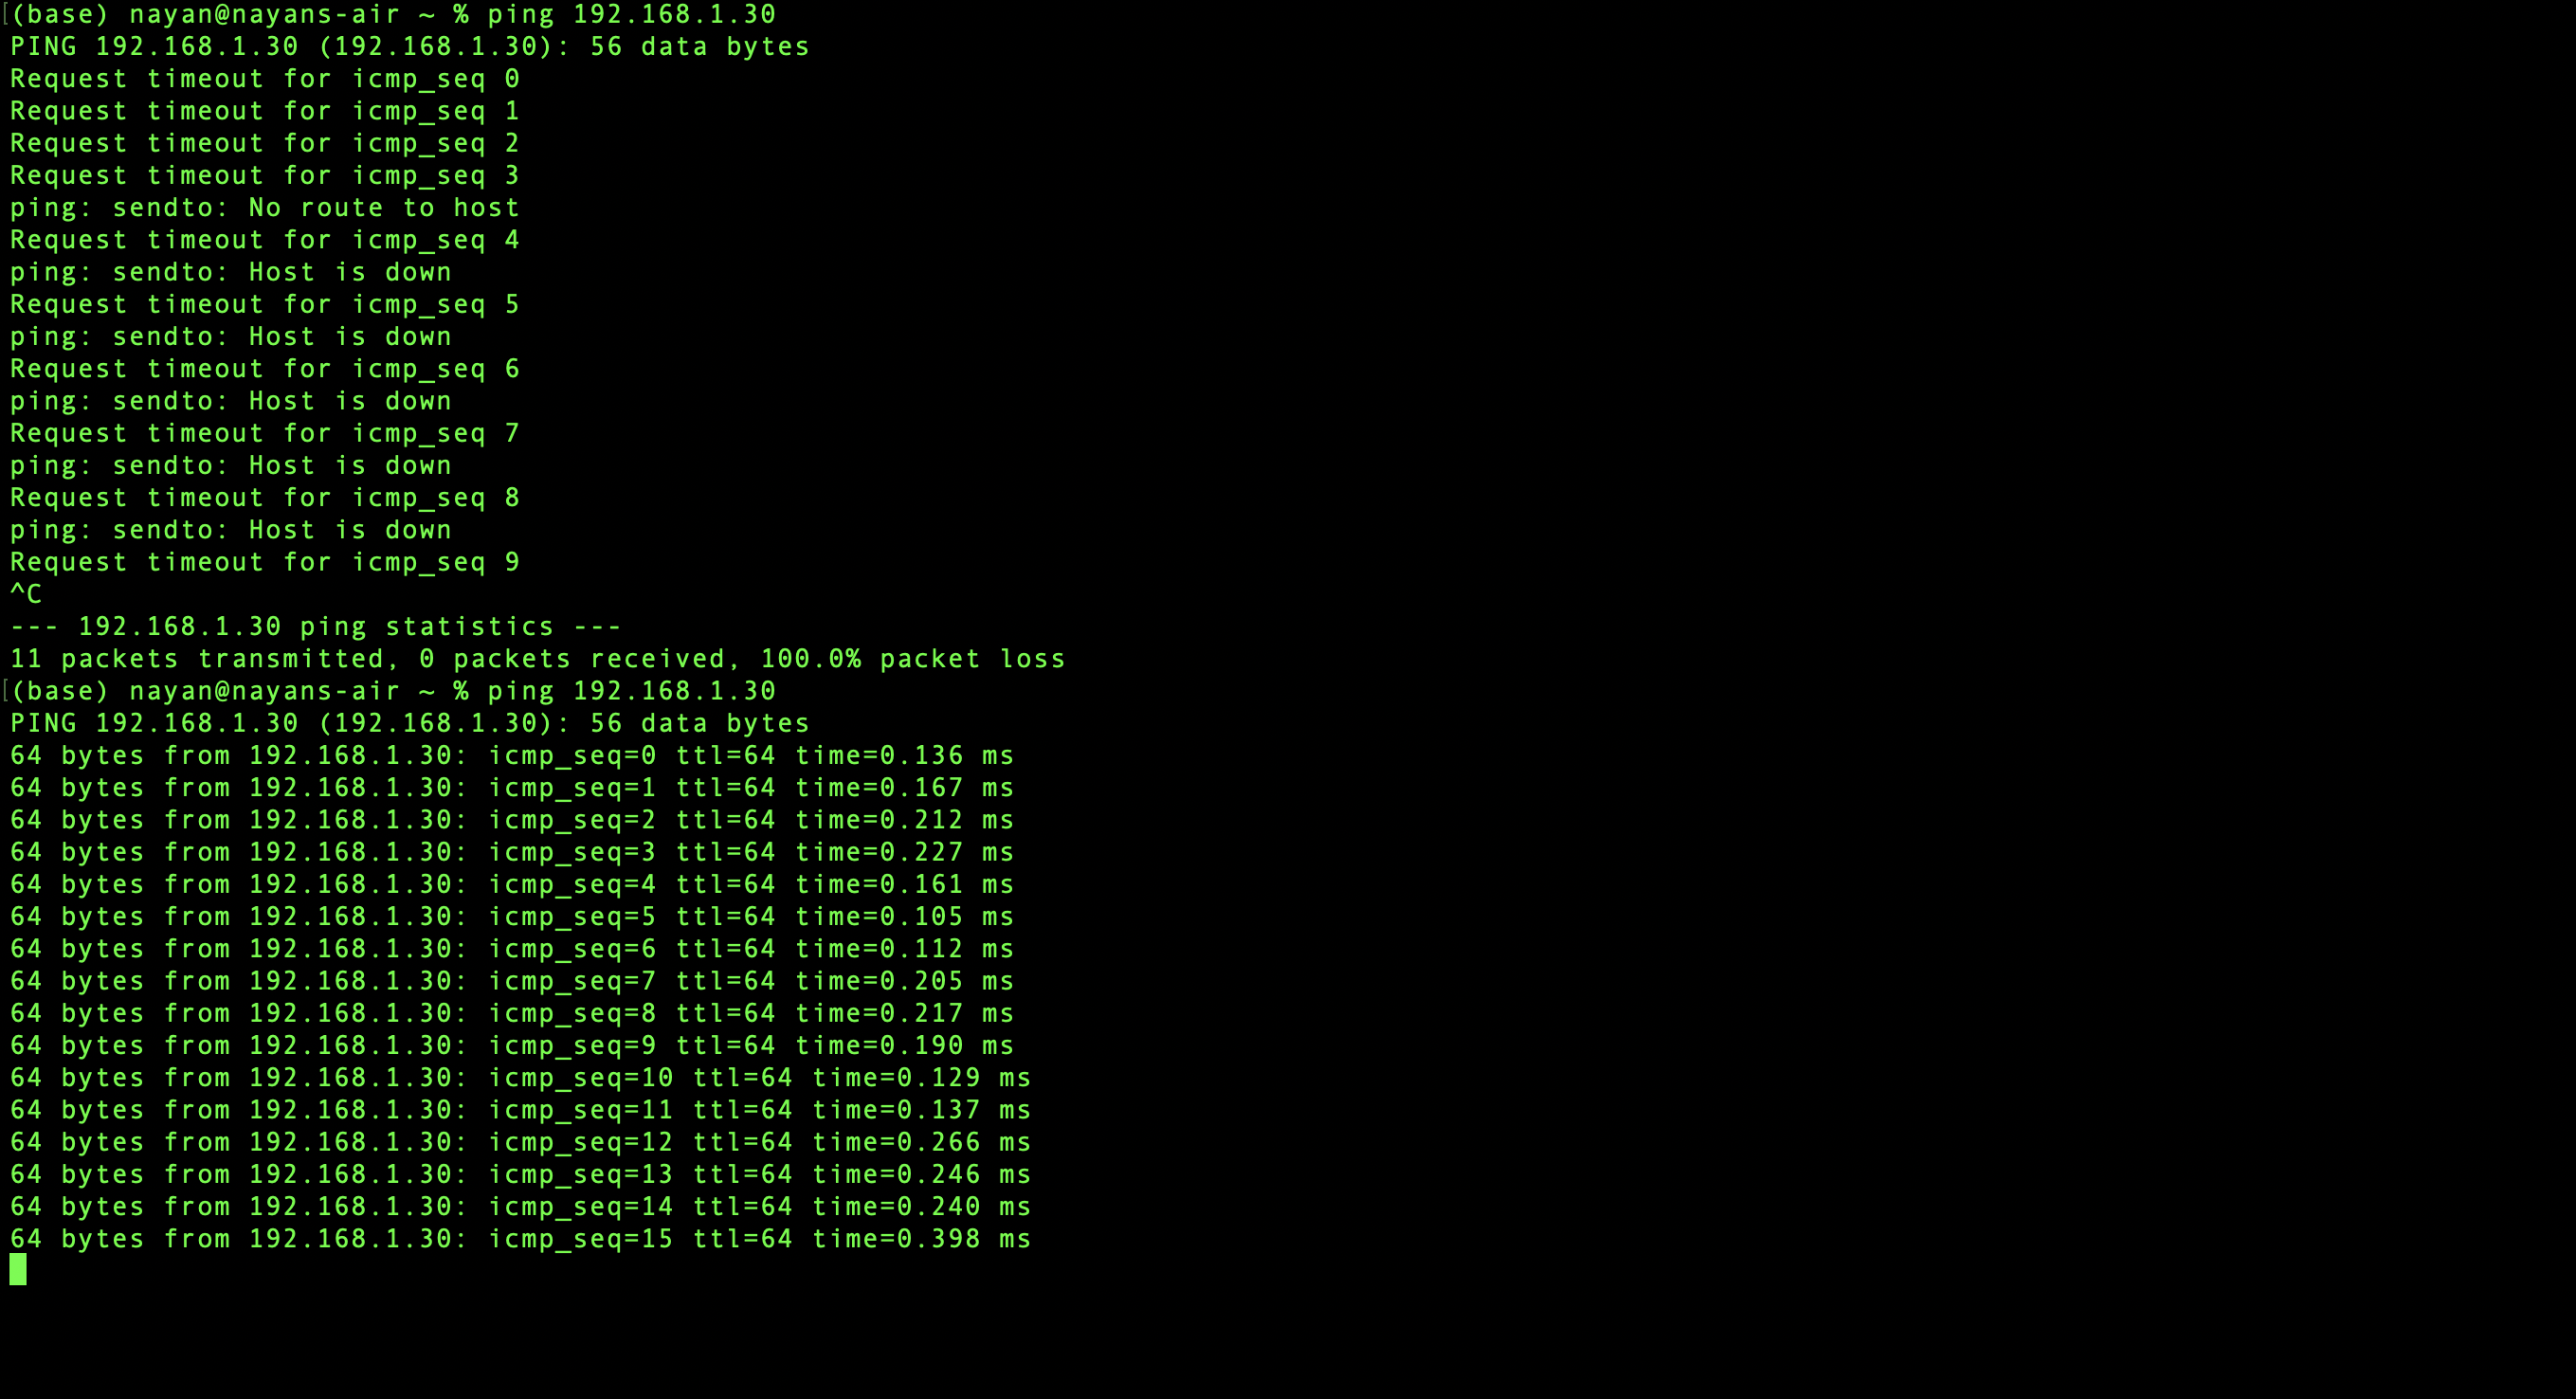 (base) nayan@nayans-air ~ % ping 192.168.1.30
PING 192.168.1.30 (192.168.1.30): 56 data bytes
Request timeout for icmp_seq 0
Request timeout for icmp_seq 1
Request timeout for icmp_seq 2
Request timeout for icmp_seq 3
ping: sendto: No route to host
Request timeout for icmp_seq 4
ping: sendto: Host is down
Request timeout for icmp_seq 5
ping: sendto: Host is down
Request timeout for icmp_seq 6
ping: sendto: Host is down
Request timeout for icmp_seq 7
ping: sendto: Host is down
Request timeout for icmp_seq 8
ping: sendto: Host is down
Request timeout for icmp_seq 9
^C
--- 192.168.1.30 ping statistics ---
11 packets transmitted, 0 packets received, 100.0% packet loss
(base) nayan@nayans-air ~ % ping 192.168.1.30
PING 192.168.1.30 (192.168.1.30): 56 data bytes
64 bytes from 192.168.1.30: icmp_seq=0 ttl=64 time=0.136 ms
64 bytes from 192.168.1.30: icmp_seq=1 ttl=64 time=0.167 ms
64 bytes from 192.168.1.30: icmp_seq=2 ttl=64 time=0.212 ms
64 bytes from 192.168.1.30: icmp_seq=3 ttl=64 time=0.227 ms
64 bytes from 192.168.1.30: icmp_seq=4 ttl=64 time=0.161 ms
64 bytes from 192.168.1.30: icmp_seq=5 ttl=64 time=0.105 ms
64 bytes from 192.168.1.30: icmp_seq=6 ttl=64 time=0.112 ms
64 bytes from 192.168.1.30: icmp_seq=7 ttl=64 time=0.205 ms
64 bytes from 192.168.1.30: icmp_seq=8 ttl=64 time=0.217 ms
64 bytes from 192.168.1.30: icmp_seq=9 ttl=64 time=0.190 ms
64 bytes from 192.168.1.30: icmp_seq=10 ttl=64 time=0.129 ms
64 bytes from 192.168.1.30: icmp_seq=11 ttl=64 time=0.137 ms
64 bytes from 192.168.1.30: icmp_seq=12 ttl=64 time=0.266 ms
64 bytes from 192.168.1.30: icmp_seq=13 ttl=64 time=0.246 ms
64 bytes from 192.168.1.30: icmp_seq=14 ttl=64 time=0.240 ms
64 bytes from 192.168.1.30: icmp_seq=15 ttl=64 time=0.398 ms